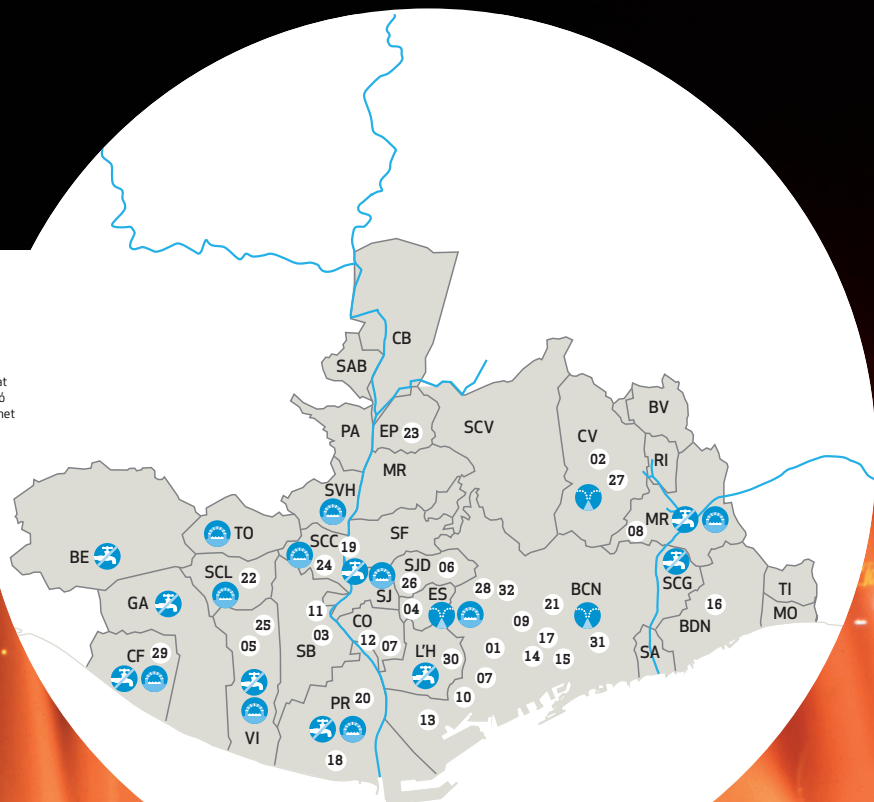 at
ó
net
CB
SAB
BV
PA
EP 23
SCV
CV
02
RI
MR
27
SVH
MR
08
TO
SCC 19
SF
BE
24
SJD 06
SCL 22
26
SCG
SJ
28 32
BCN
TI
GA
ES
04
21
16
MO
11
CO
09
BDN
25
03
12 07
17
31
05
SB
L'H 30
01
14
15
SA
CF 29
07
PR 20
10
13
VI
18